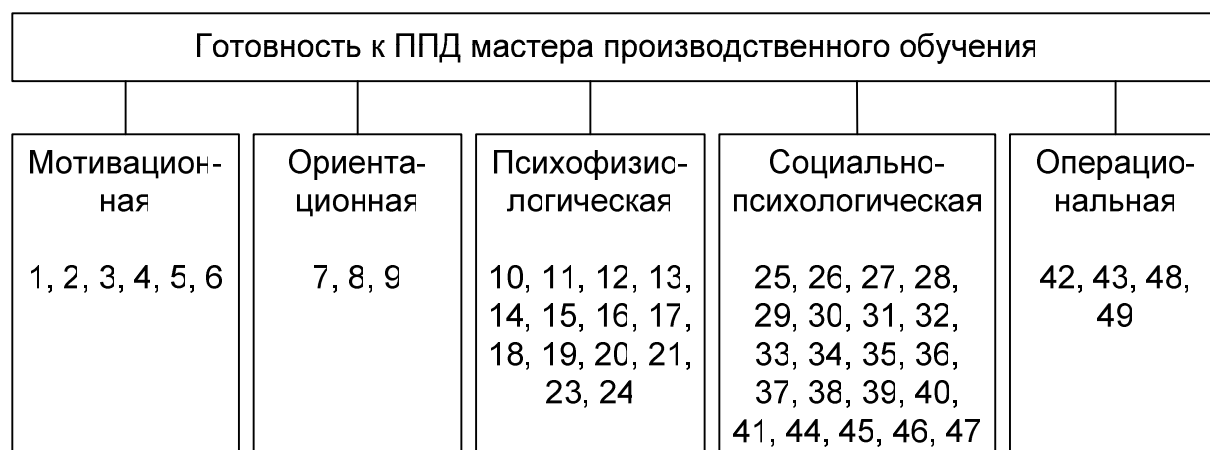 Готовность к ППД мастера производственного обучения
Мотивацион-
ная
1, 2, 3, 4, 5, 6
Ориента-
ционная
7, 8, 9
Психофизио-
логическая
10, 11, 12, 13,
14, 15, 16, 17,
18, 19, 20, 21,
23, 24
Социально-
психологическая
25, 26, 27, 28,
29, 30, 31, 32,
33, 34, 35, 36,
37, 38, 39, 40,
41, 44, 45, 46, 47
Операцио-
нальная
42, 43, 48,
49